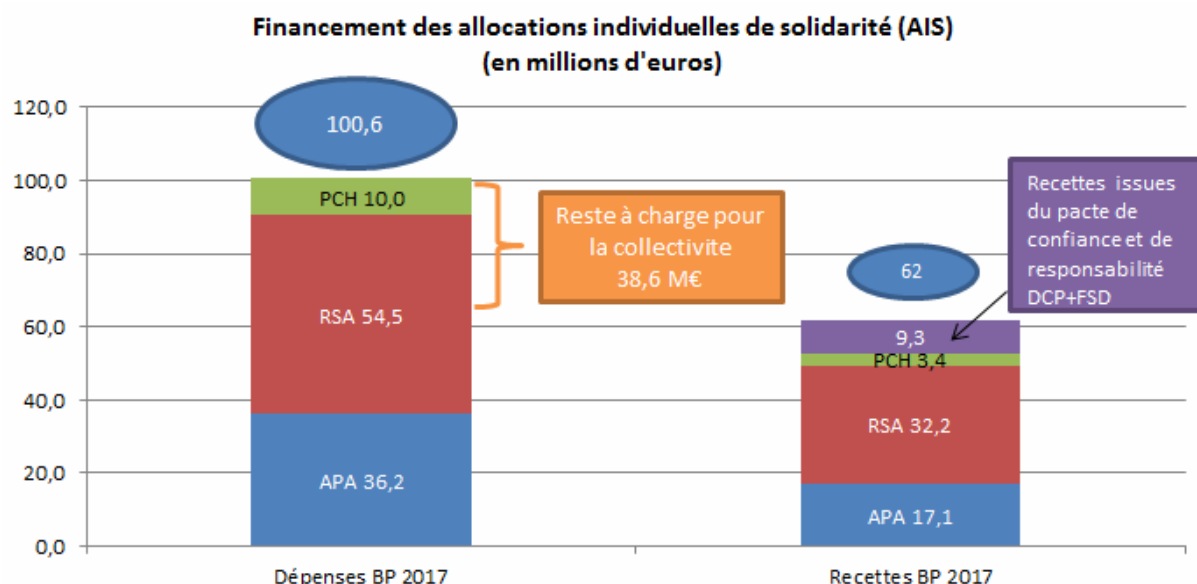 Financement des allocations individuelles de solidarité (AIS)
(en millions d'euros)
120,0
100,0
80,0
60,0
40,0
20,0
0,0
100,6
PCH 10,0
RSA 54,5
APA 36,2
Reste à charge pour
la collectivite
38,6 M€
62
Recettes issues
du pacte de
confiance et de
responsabilité
DCP+FSD
9,3
PCH 3,4
RSA 32,2
APA 17,1
Dépenses BP 2017
Recettes BP 2017